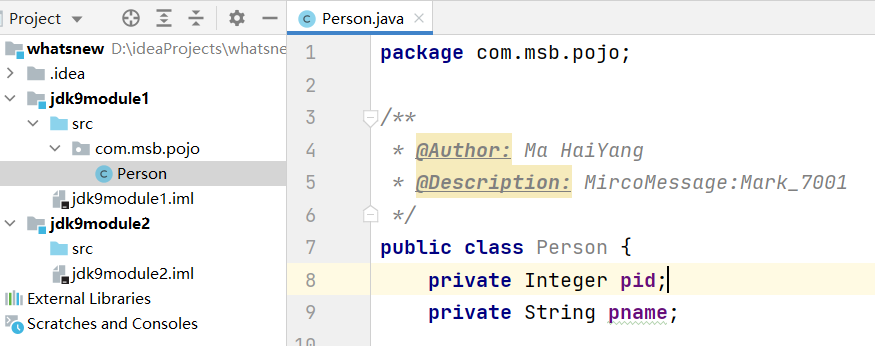 Project
whatsnew D:\ideaProjects\whatsne
.idea
jdk9module1
src
com.msb.pojo
Person
jdk9module1.iml
jdk9module2
src
jdk9module2.iml
External Libraries
Scratches and Consoles
Person.java
1 package com.msb.pojo;
2
3 /**
4 * @Author: Ma HaiYang
5 * @Description: MircoMessage:Mark_7001
6 */
7 public class Person {
8 private Integer pid;
9 private String pname;
10